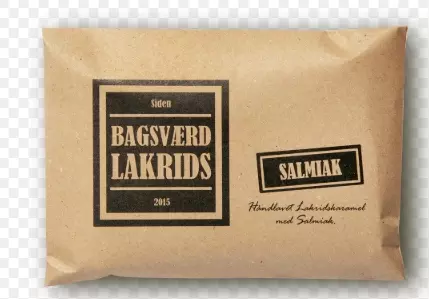 Siden
BAGSVÆRD
LAKRIDS
2015
SALMIAK
Håndlavet Lakridskaramel
med Salmiak.